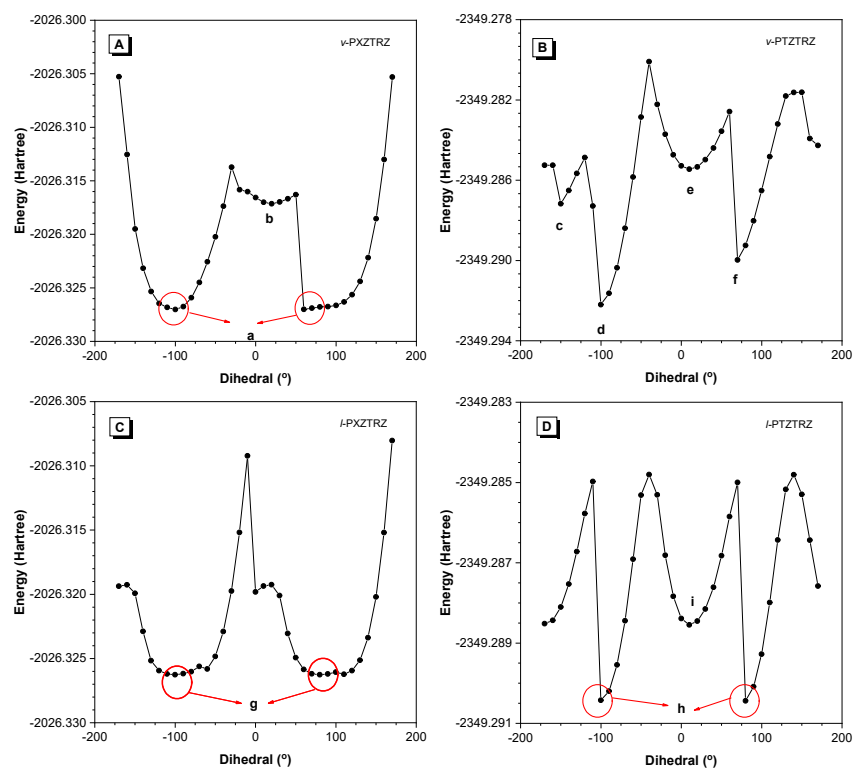 -2026.300
-2026.305
-2026.310
-2026.315
-2026.320
-2026.325
-2026.330
Energy (Hartree)
A
v-PXZTRZ
b
a
-200
-100
0
100
200
Dihedral (º)
-2349.278
-2349.282
-2349.286
-2349.290
-2349.294
Energy (Hartree)
B
v-PTZTRZ
c
d
e
f
-200
-100
0
100
200
Dihedral (º)
-2026.305
-2026.310
-2026.315
-2026.320
-2026.325
-2026.330
Energy (Hartree)
C
l-PXZTRZ
g
-200
-100
0
100
200
Dihedral (º)
-2349.283
-2349.285
-2349.287
-2349.289
-2349.291
Energy (Hartree)
D
l-PTZTRZ
i
h
-200
-100
0
100
200
Dihedral (º)